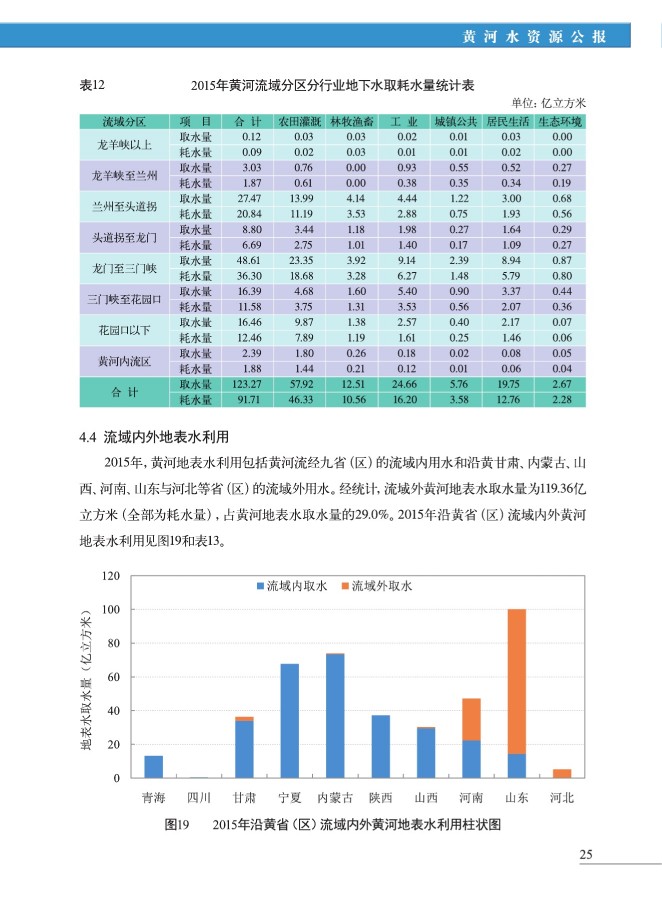 黄河水资源公报
表12 2015年黄河流域分区分行业地下水取耗水量统计表
单位：亿立方米
流域分区 项 目 合 计 农田灌溉 林牧渔畜 工 业 城镇公共 居民生活 生态环境
龙羊峡以上 取水量 0.12 0.03 0.03 0.02 0.01 0.03 0.00
耗水量 0.09 0.02 0.03 0.01 0.01 0.02 0.00
龙羊峡至兰州 取水量 3.03 0.76 0.00 0.93 0.55 0.52 0.27
耗水量 1.87 0.61 0.00 0.38 0.35 0.34 0.19
兰州至头道拐 取水量 27.47 13.99 4.14 4.44 1.22 3.00 0.68
耗水量 20.84 11.19 3.53 2.88 0.75 1.93 0.56
头道拐至龙门 取水量 8.80 3.44 1.18 1.98 0.27 1.64 0.29
耗水量 6.69 2.75 1.01 1.40 0.17 1.09 0.27
龙门至三门峡 取水量 48.61 23.35 3.92 9.14 2.39 8.94 0.87
耗水量 36.30 18.68 3.28 6.27 1.48 5.79 0.80
三门峡至花园口 取水量 16.39 4.68 1.60 5.40 0.90 3.37 0.44
耗水量 11.58 3.75 1.31 3.53 0.56 2.07 0.36
花园口以下 取水量 16.46 9.87 1.38 2.57 0.40 2.17 0.07
耗水量 12.46 7.89 1.19 1.61 0.25 1.46 0.06
黄河内流区 取水量 2.39 1.80 0.26 0.18 0.02 0.08 0.05
耗水量 1.88 1.44 0.21 0.12 0.01 0.06 0.04
合 计 取水量 123.27 57.92 12.51 24.66 5.76 19.75 2.67
耗水量 91.71 46.33 10.56 16.20 3.58 12.76 2.28
4.4 流域内外地表水利用
2015年，黄河地表水利用包括黄河流经九省（区）的流域内用水和沿黄甘肃、内蒙古、山
西、河南、山东与河北等省（区）的流域外用水。经统计，流域外黄河地表水取水量为119.36亿
立方米（全部为耗水量），占黄河地表水取水量的29.0%。2015年沿黄省（区）流域内外黄河
地表水利用见图19和表13。
流域内取水 流域外取水
地表水取水量（亿立方米）
120
100
80
60
40
20
0
青海 四川 甘肃 宁夏 内蒙古 陕西 山西 河南 山东 河北
图19 2015年沿黄省（区）流域内外黄河地表水利用柱状图
25